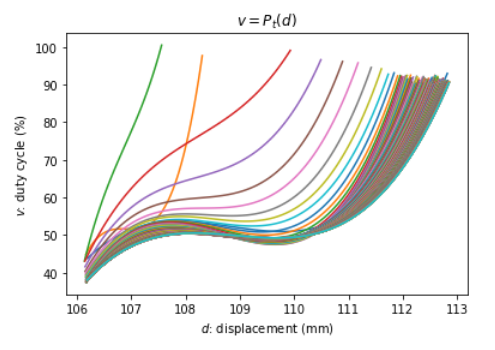 v = Pₜ(d)
100
90
80
70
60
50
40
v: duty cycle (%)
106 107 108 109 110 111 112 113
d: displacement (mm)